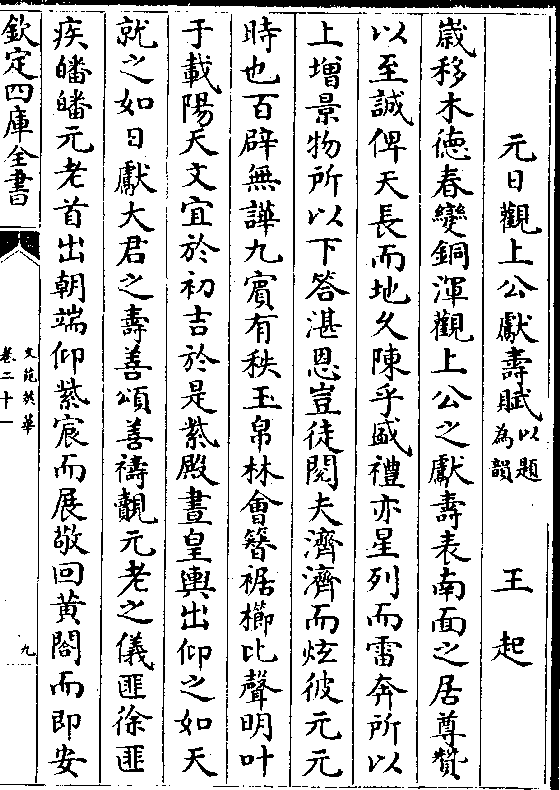 元日觀上公獻壽賦以題為韻 王起
歲移木德春變銅渾觀上公之獻壽表南面之居尊贊
以至誠俾天長而地久陳乎盛禮亦星列而雷奔所以
上增景物所以下答湛恩豈徒閱夫濟濟而炫彼元元
時也百辟無譁九賓有秩玉帛林會簪裾櫛比聲明叶
于載陽天文宜於初吉於是紫殿晝皇輿出仰之如天
就之如日獻大君之壽善頌善禱覿元老之儀匪徐匪
疾皤皤元老首出朝端仰紫宸而展敬回黃閤而即安
欽定四庫全書
文苑英華
卷二十一
九